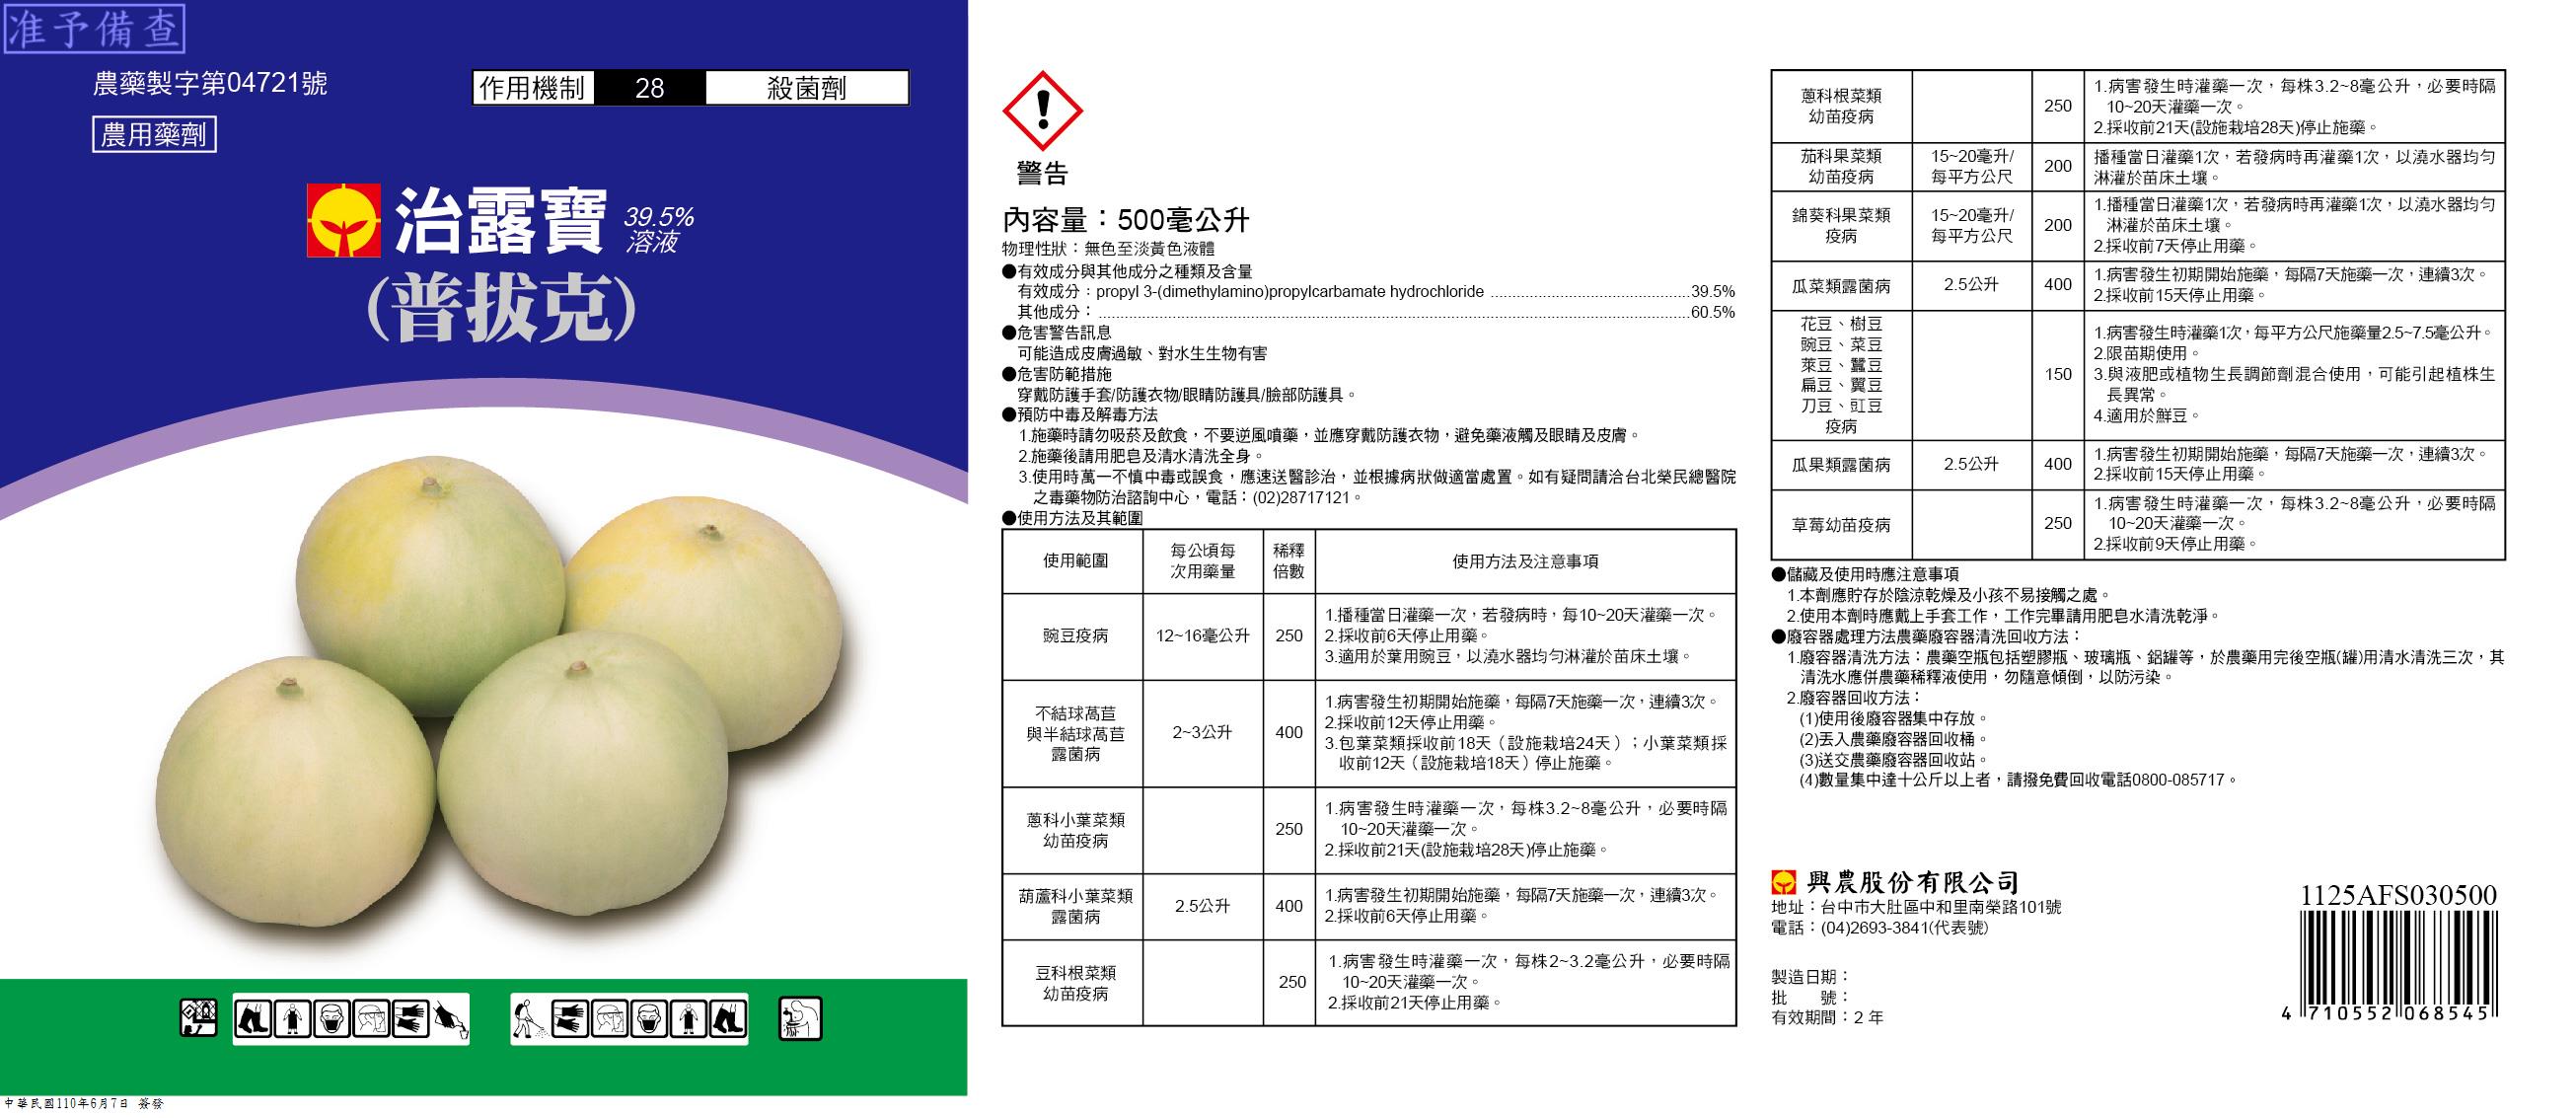 准予備查
農藥製字第04721號
作用機制 28 殺菌劑
農用藥劑
治露寶 39.5%
溶液
(普拔克)
中華民國110年6月7日 簽發
警告
內容量：500毫公升
物理性狀：無色至淡黃色液體
●有效成分與其他成分之種類及含量
有效成分：propyl 3-(dimethylamino)propylcarbamate hydrochloride ............................................39.5%
其他成分：....................................................................................................................................60.5%
●危害警告訊息
可能造成皮膚過敏、對水生生物有害
●危害防範措施
穿戴防護手套/防護衣物/眼睛防護具/臉部防護具。
●預防中毒及解毒方法
1.施藥時請勿吸菸及飲食，不要逆風噴藥，並應穿戴防護衣物，避免藥液觸及眼睛及皮膚。
2.施藥後請用肥皂及清水清洗全身。
3.使用時萬一不慎中毒或誤食，應速送醫診治，並根據病狀做適當處置。如有疑問請洽台北榮民總醫院
之毒藥物防治諮詢中心，電話：(02)28717121。
●使用方法及其範圍
使用範圍
每公頃每
次用藥量
稀釋
倍數
使用方法及注意事項
豌豆疫病
12~16毫公升
250
1.播種當日灌藥一次，若發病時，每10~20天灌藥一次。
2.採收前6天停止用藥。
3.適用於葉用豌豆，以澆水器均勻淋灌於苗床土壤。
不結球萵苣
與半結球萵苣
露菌病
2~3公升
400
1.病害發生初期開始施藥，每隔7天施藥一次，連續3次。
2.採收前12天停止用藥。
3.包葉菜類採收前18天（設施栽培24天）；小葉菜類採
收前12天（設施栽培18天）停止施藥。
蔥科小葉菜類
幼苗疫病
250
1.病害發生時灌藥一次，每株3.2~8毫公升，必要時隔
10~20天灌藥一次。
2.採收前21天(設施栽培28天)停止施藥。
葫蘆科小葉菜類
露菌病
2.5公升
400
1.病害發生初期開始施藥，每隔7天施藥一次，連續3次。
2.採收前6天停止用藥。
豆科根菜類
幼苗疫病
250
1.病害發生時灌藥一次，每株2~3.2毫公升，必要時隔
10~20天灌藥一次。
2.採收前21天停止用藥。
蔥科根菜類
幼苗疫病
250
1.病害發生時灌藥一次，每株3.2~8毫公升，必要時隔
10~20天灌藥一次。
2.採收前21天(設施栽培28天)停止施藥。
茄科果菜類
幼苗疫病
15~20毫升/
每平方公尺
200
播種當日灌藥1次，若發病時再灌藥1次，以澆水器均勻
淋灌於苗床土壤。
錦葵科果菜類
疫病
15~20毫升/
每平方公尺
200
1.播種當日灌藥1次，若發病時再灌藥1次，以澆水器均勻
淋灌於苗床土壤。
2.採收前7天停止用藥。
瓜菜類露菌病
2.5公升
400
1.病害發生初期開始施藥，每隔7天施藥一次，連續3次。
2.採收前15天停止用藥。
花豆、樹豆
豌豆、菜豆
萊豆、蠶豆
扁豆、翼豆
刀豆、豇豆
疫病
150
1.病害發生時灌藥1次，每平方公尺施藥量2.5~7.5毫公升。
2.限苗期使用。
3.與液肥或植物生長調節劑混合使用，可能引起植株生
長異常。
4.適用於鮮豆。
瓜果類露菌病
2.5公升
400
1.病害發生初期開始施藥，每隔7天施藥一次，連續3次。
2.採收前15天停止用藥。
草莓幼苗疫病
250
1.病害發生時灌藥一次，每株3.2~8毫公升，必要時隔
10~20天灌藥一次。
2.採收前9天停止用藥。
●儲藏及使用時應注意事項
1.本劑應貯存於陰涼乾燥及小孩不易接觸之處。
2.使用本劑時應戴上手套工作，工作完畢請用肥皂水清洗乾淨。
●廢容器處理方法農藥廢容器清洗回收方法：
1.廢容器清洗方法：農藥空瓶包括塑膠瓶、玻璃瓶、鋁罐等，於農藥用完後空瓶(罐)用清水清洗三次，其
清洗水應併農藥稀釋液使用，勿隨意傾倒，以防污染。
2.廢容器回收方法：
(1)使用後廢容器集中存放。
(2)丟入農藥廢容器回收桶。
(3)送交農藥廢容器回收站。
(4)數量集中達十公斤以上者，請撥免費回收電話0800-085717。
興農股份有限公司
地址：台中市大肚區中和里南榮路101號
電話：(04)2693-3841(代表號)
製造日期：
批　　號：
有效期間：2 年
1125AFS030500
4 710552 068545